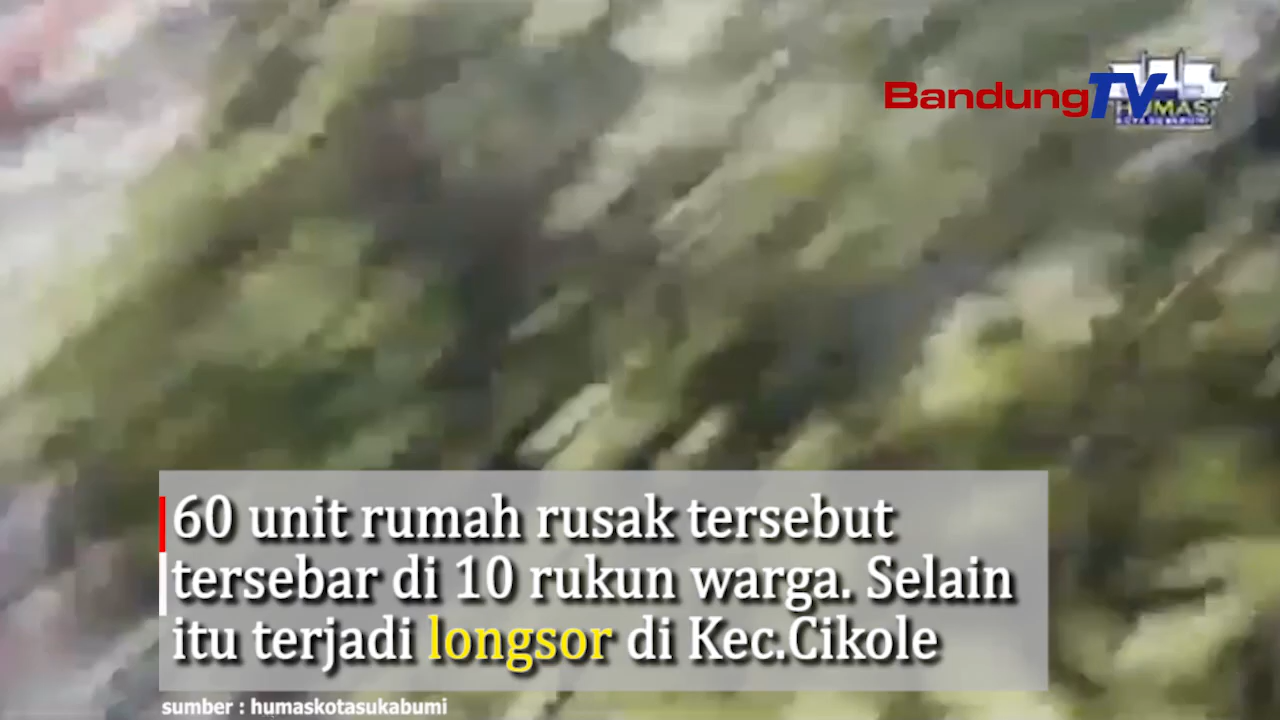 BandungTV
HUMAS
60 unit rumah rusak tersebut
tersebar di 10 rukun warga. Selain
itu terjadi longsor di Kec.Cikole
sumber : humaskotasukabumi